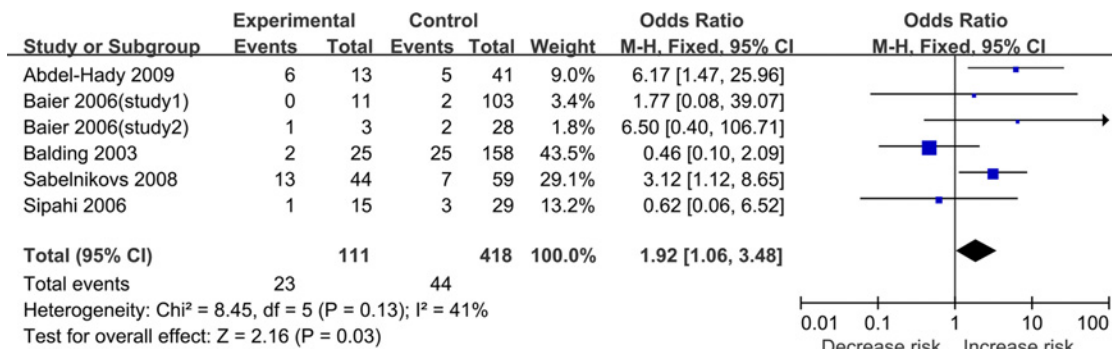 Experimental Control Odds Ratio Odds Ratio
Study or Subgroup Events Total Events Total Weight M-H, Fixed, 95% CI M-H, Fixed, 95% CI
Abdel-Hady 2009 6 13 5 41 9.0% 6.17 [1.47, 25.96]
Baier 2006(study1) 0 11 2 103 3.4% 1.77 [0.08, 39.07]
Baier 2006(study2) 1 3 2 28 1.8% 6.50 [0.40, 106.71]
Balding 2003 2 25 25 158 43.5% 0.46 [0.10, 2.09]
Sabelnikovs 2008 13 44 7 59 29.1% 3.12 [1.12, 8.65]
Sipahi 2006 1 15 3 29 13.2% 0.62 [0.06, 6.52]
Total (95% CI) 111 418 100.0% 1.92 [1.06, 3.48]
Total events 23 44
Heterogeneity: Chi² = 8.45, df = 5 (P = 0.13); I² = 41%
Test for overall effect: Z = 2.16 (P = 0.03)
0.01 0.1 1 10 100
Decrease risk Increase risk